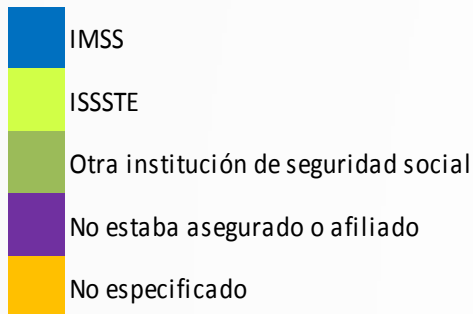 IMSS
ISSSTE
Otra institución de seguridad social
No estaba asegurado o afiliado
No especificado